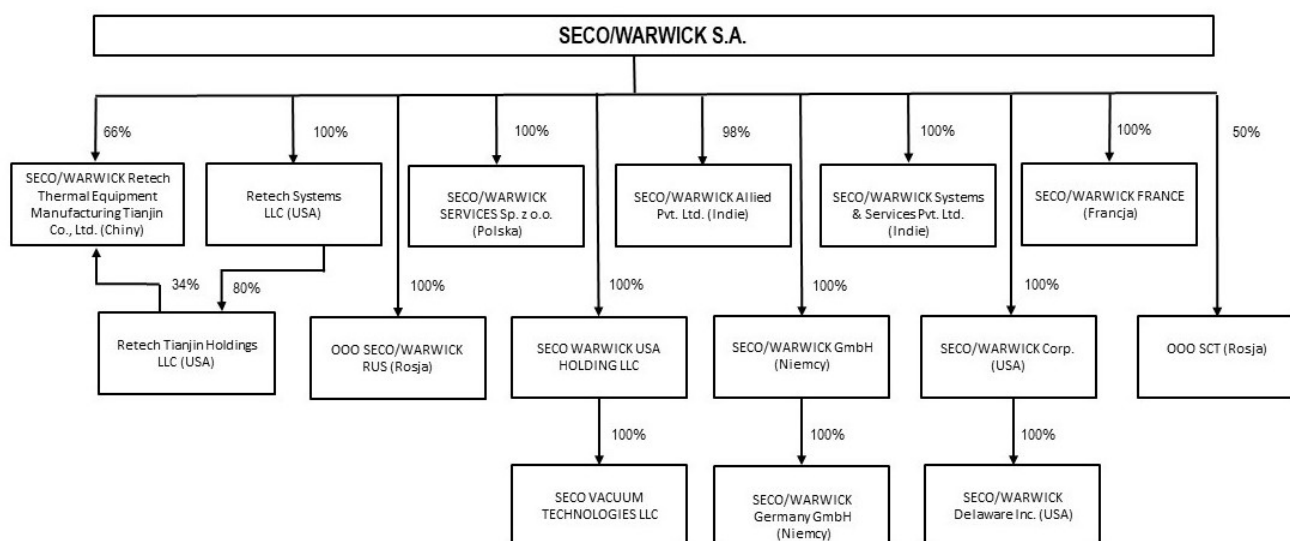 SECO/WARWICK S.A.
66%
100%
100%
98%
100%
100%
50%
SECO/WARWICK Retech
Thermal Equipment
Manufacturing Tianjin
Co., Ltd. (Chiny)
Retech Systems
LLC (USA)
SECO/WARWICK
SERVICES Sp. z o.o.
(Polska)
SECO/WARWICK Allied
Pvt. Ltd. (Indie)
SECO/WARWICK Systems
& Services Pvt. Ltd.
(Indie)
SECO/WARWICK FRANCE
(Francja)
34%
80%
100%
100%
100%
100%
Retech Tianjin Holdings
LLC (USA)
OOO SECO/WARWICK
RUS (Rosja)
SECO WARWICK USA
HOLDING LLC
SECO/WARWICK GmbH
(Niemcy)
SECO/WARWICK Corp.
(USA)
OOO SCT (Rosja)
100%
100%
100%
SECO VACUUM
TECHNOLOGIES LLC
SECO/WARWICK
Germany GmbH
(Niemcy)
SECO/WARWICK
Delaware Inc. (USA)